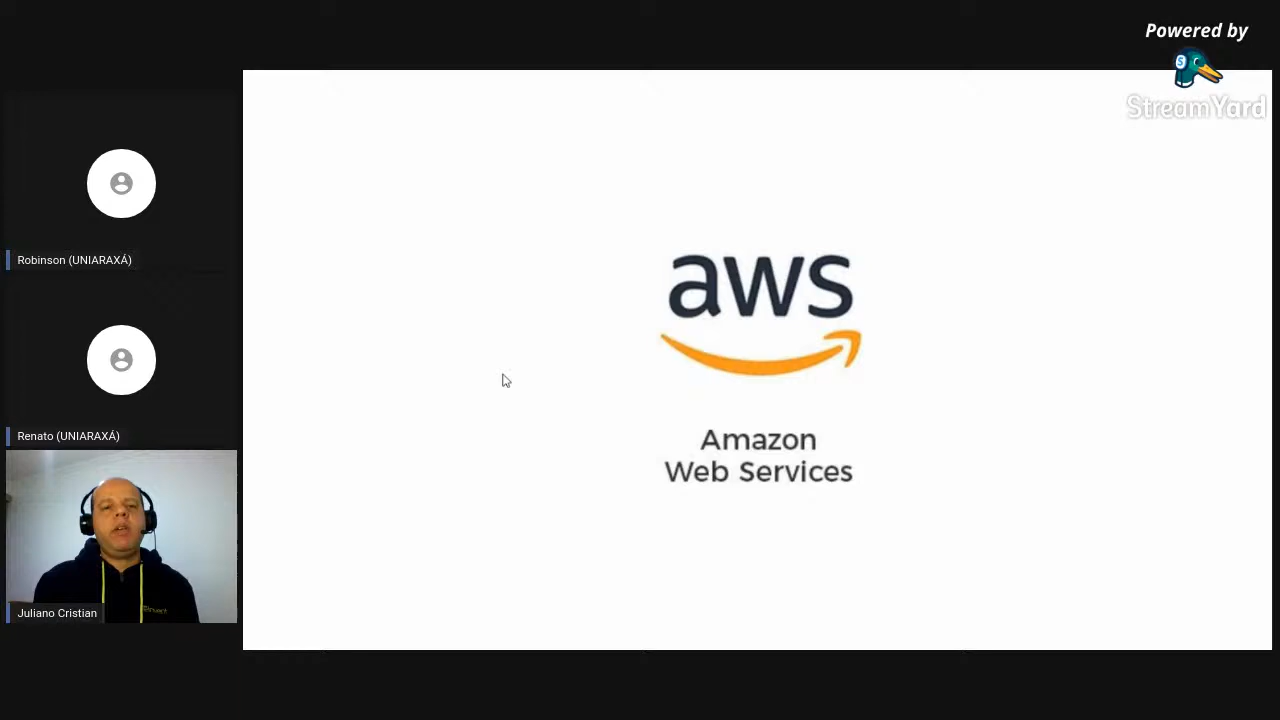 Powered by
S
StreamYard
Robinson (UNIARAXÁ)
Renato (UNIARAXÁ)
Juliano Cristian
aws
Amazon
Web Services